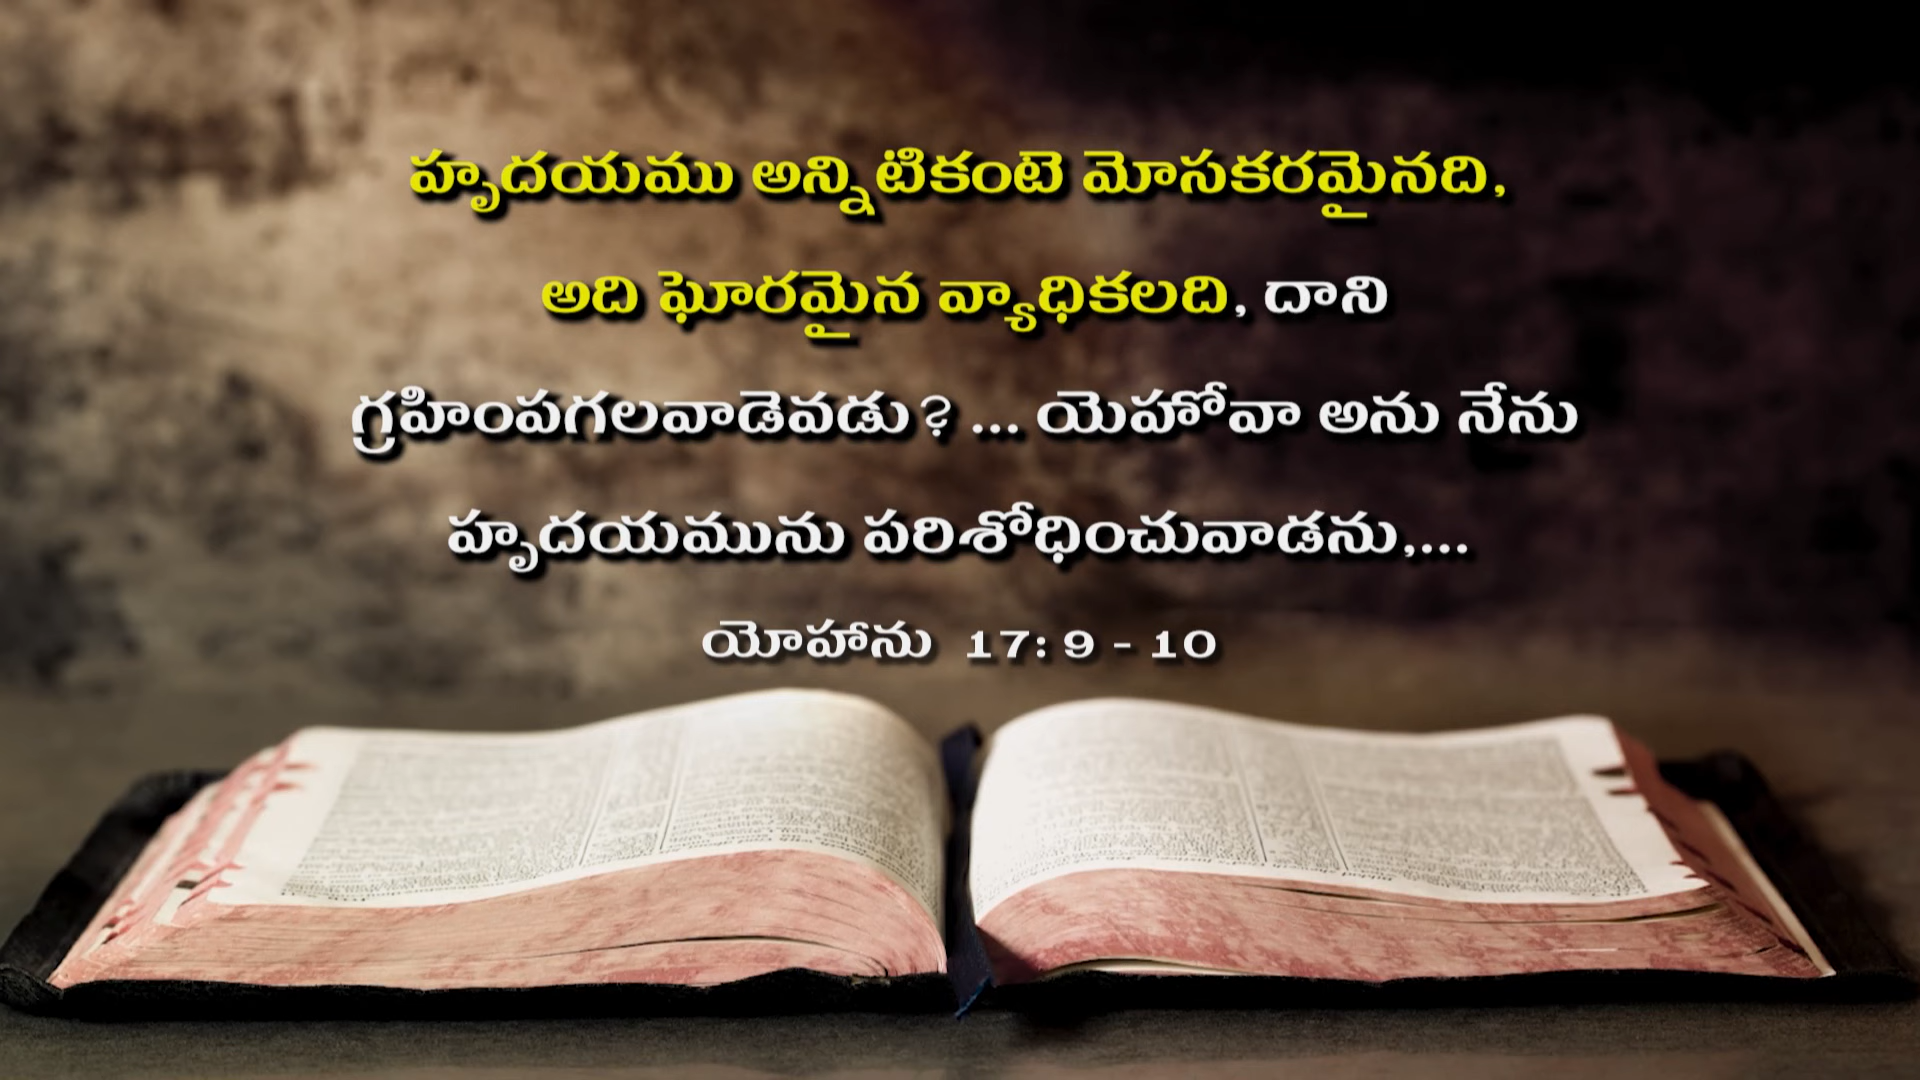 హృదయము అన్నిటికంటె మోసకరమైనది,
అది ఘోరమైన వ్యాధికలది, దాని
గ్రహింపగలవాడెవడు? ... యెహోవా అను నేను
హృదయమును పరిశోధించువాడను,...
యోహాను 17: 9 - 10